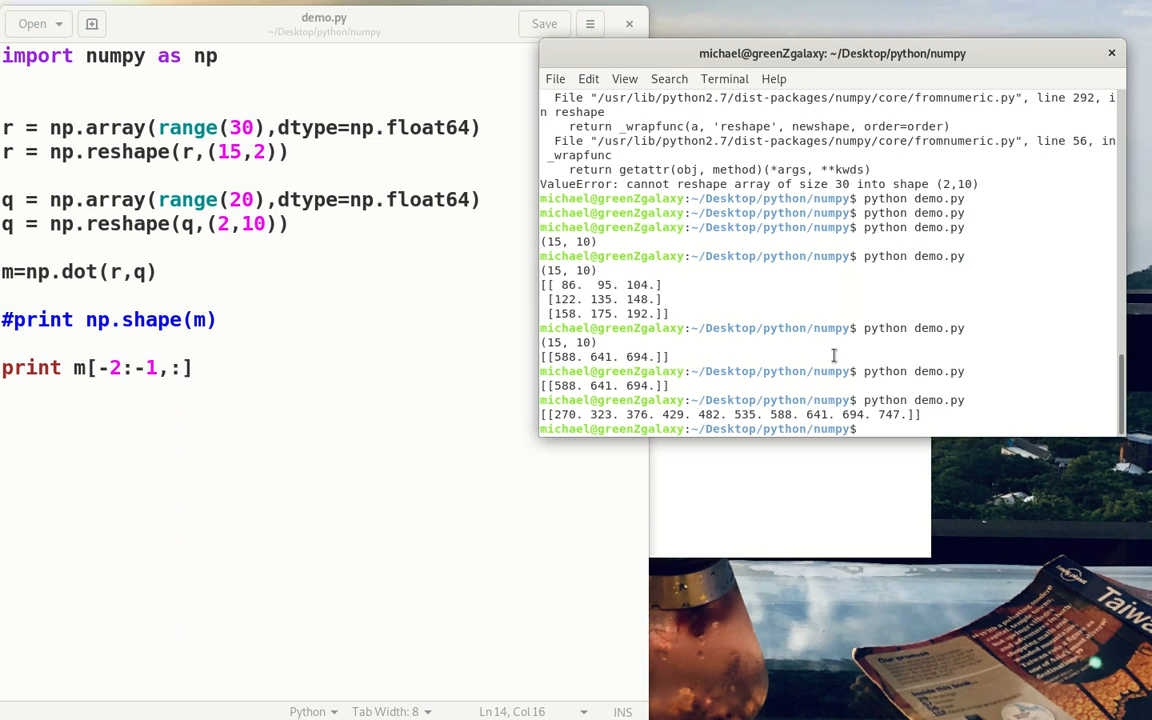 Open
demo.py
~/Desktop/python/numpy
Save
import numpy as np
r = np.array(range(30),dtype=np.float64)
r = np.reshape(r,(15,2))
q = np.array(range(20),dtype=np.float64)
q = np.reshape(q,(2,10))
m=np.dot(r,q)
#print np.shape(m)
print m[-2:-1,:]
Python
Tab Width: 8
Ln 14, Col 16
INS
michael@greenZgalaxy: ~/Desktop/python/numpy
File Edit View Search Terminal Help
  File "/usr/lib/python2.7/dist-packages/numpy/core/fromnumeric.py", line 292, i
n reshape
    return _wrapfunc(a, 'reshape', newshape, order=order)
  File "/usr/lib/python2.7/dist-packages/numpy/core/fromnumeric.py", line 56, in
 _wrapfunc
    return getattr(obj, method)(*args, **kwds)
ValueError: cannot reshape array of size 30 into shape (2,10)
michael@greenZgalaxy:~/Desktop/python/numpy$ python demo.py
michael@greenZgalaxy:~/Desktop/python/numpy$ python demo.py
michael@greenZgalaxy:~/Desktop/python/numpy$ python demo.py
(15, 10)
michael@greenZgalaxy:~/Desktop/python/numpy$ python demo.py
(15, 10)
[[ 86.  95. 104.]
 [122. 135. 148.]
 [158. 175. 192.]]
michael@greenZgalaxy:~/Desktop/python/numpy$ python demo.py
(15, 10)
[[588. 641. 694.]]
michael@greenZgalaxy:~/Desktop/python/numpy$ python demo.py
[[588. 641. 694.]]
michael@greenZgalaxy:~/Desktop/python/numpy$ python demo.py
[[270. 323. 376. 429. 482. 535. 588. 641. 694. 747.]]
michael@greenZgalaxy:~/Desktop/python/numpy$
Taiw
Our promise
Inside this book...